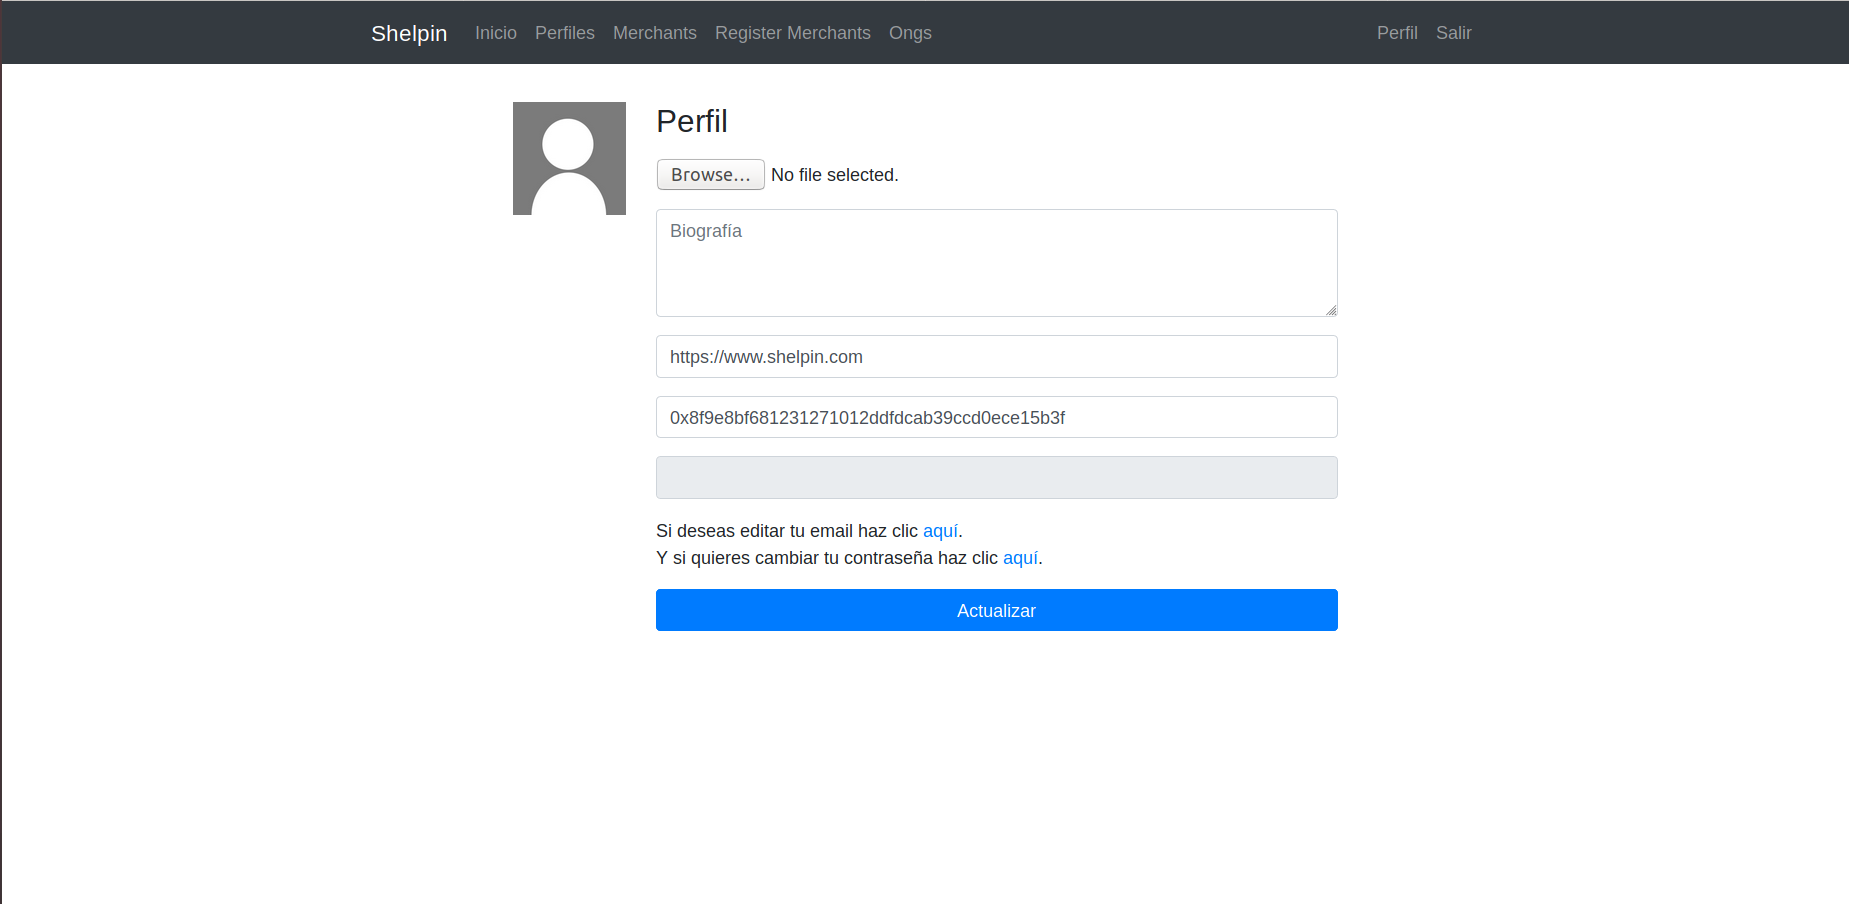 Shelpin Inicio Perfiles Merchants Register Merchants Ongs Perfil Salir
Perfil
Browse... No file selected.
Biografía
https://www.shelpin.com
0x8f9e8bf681231271012ddfdcab39ccd0ece15b3f
Si deseas editar tu email haz clic aquí.
Y si quieres cambiar tu contraseña haz clic aquí.
Actualizar